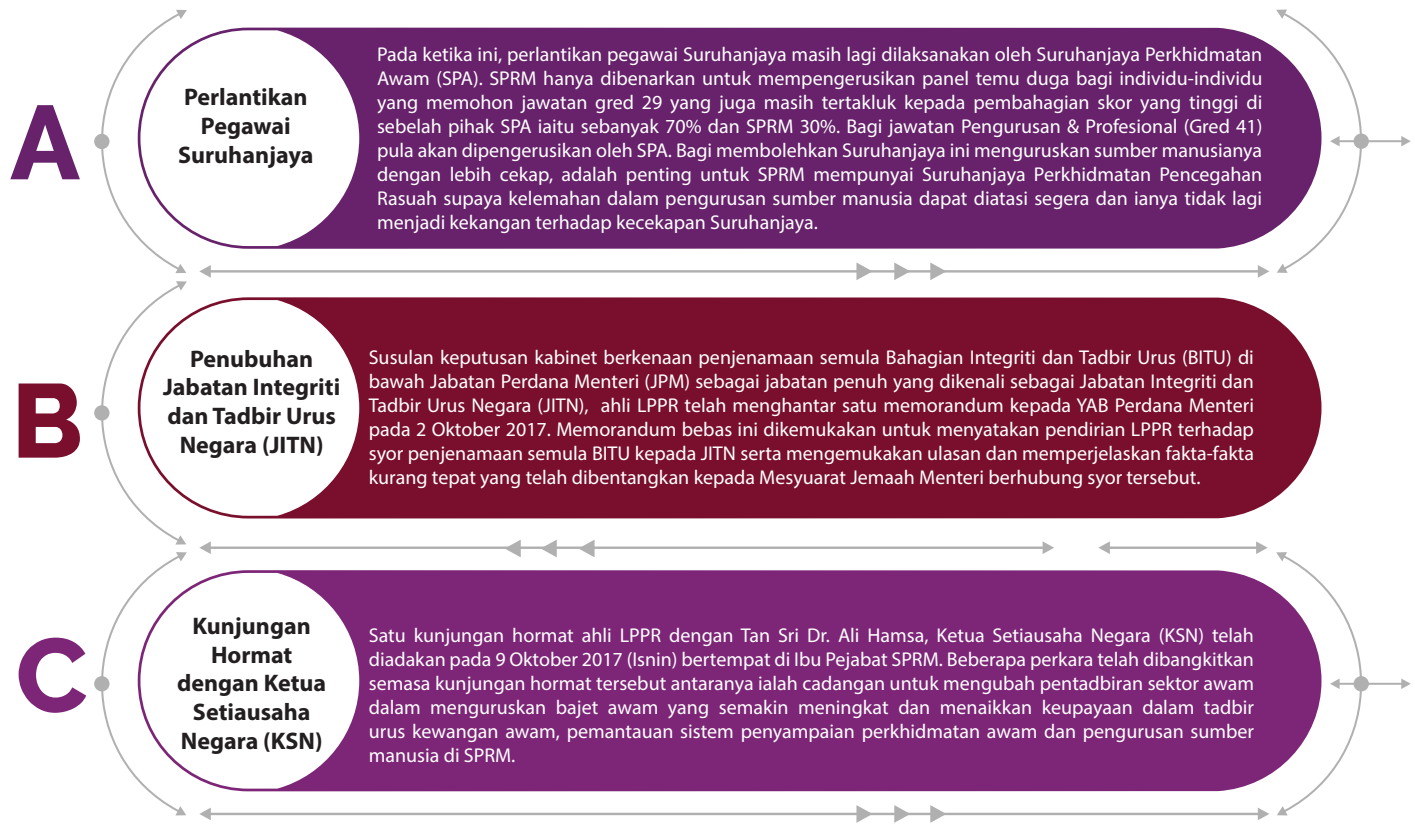 A
Perlantikan
Pegawai
Suruhanjaya
Pada ketika ini, perlantikan pegawai Suruhanjaya masih lagi dilaksanakan oleh Suruhanjaya Perkhidmatan
Awam (SPA). SPRM hanya dibenarkan untuk mempengerusikan panel temu duga bagi individu-individu
yang memohon jawatan gred 29 yang juga masih tertakluk kepada pembahagian skor yang tinggi di
sebelah pihak SPA iaitu sebanyak 70% dan SPRM 30%. Bagi jawatan Pengurusan & Profesional (Gred 41)
pula akan dipengerusikan oleh SPA. Bagi membolehkan Suruhanjaya ini menguruskan sumber manusianya
dengan lebih cekap, adalah penting untuk SPRM mempunyai Suruhanjaya Perkhidmatan Pencegahan
Rasuah supaya kelemahan dalam pengurusan sumber manusia dapat diatasi segera dan ianya tidak lagi
menjadi kekangan terhadap kecekapan Suruhanjaya.
B
Penubuhan
Jabatan Integriti
dan Tadbir Urus
Negara (JITN)
Susulan keputusan kabinet berkenaan penjenamaan semula Bahagian Integriti dan Tadbir Urus (BITU) di
bawah Jabatan Perdana Menteri (JPM) sebagai jabatan penuh yang dikenali sebagai Jabatan Integriti dan
Tadbir Urus Negara (JITN), ahli LPPR telah menghantar satu memorandum kepada YAB Perdana Menteri
pada 2 Oktober 2017. Memorandum bebas ini dikemukakan untuk menyatakan pendirian LPPR terhadap
syor penjenamaan semula BITU kepada JITN serta mengemukakan ulasan dan memperjelaskan fakta-fakta
kurang tepat yang telah dibentangkan kepada Mesyuarat Jemaah Menteri berhubung syor tersebut.
C
Kunjungan
Hormat
dengan Ketua
Setiausaha
Negara (KSN)
Satu kunjungan hormat ahli LPPR dengan Tan Sri Dr. Ali Hamsa, Ketua Setiausaha Negara (KSN) telah
diadakan pada 9 Oktober 2017 (Isnin) bertempat di Ibu Pejabat SPRM. Beberapa perkara telah dibangkitkan
semasa kunjungan hormat tersebut antaranya ialah cadangan untuk mengubah pentadbiran sektor awam
dalam menguruskan bajet awam yang semakin meningkat dan menaikkan keupayaan dalam tadbir
urus kewangan awam, pemantauan sistem penyampaian perkhidmatan awam dan pengurusan sumber
manusia di SPRM.